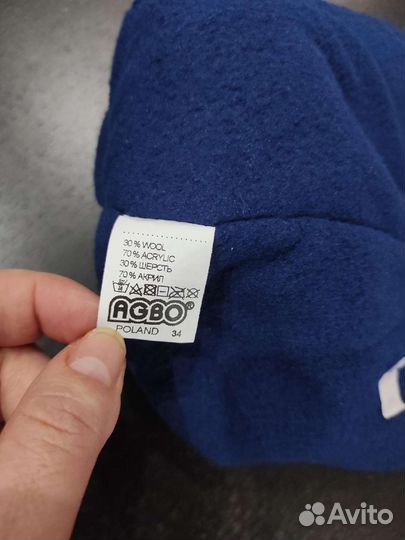 30% WOOL
70% ACRYLIC
30% ШЕРСТЬ
70% АКРИЛ
AGBO®
POLAND 34
Avito